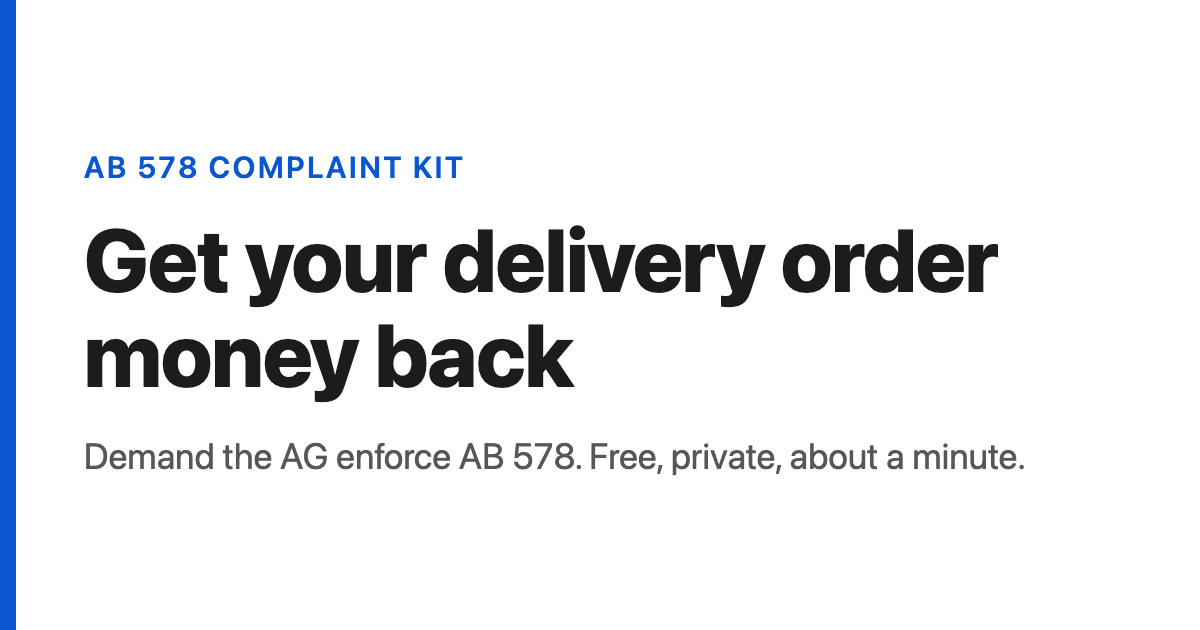 AB 578 COMPLAINT KIT
Get your delivery order
money back
Demand the AG enforce AB 578. Free, private, about a minute.